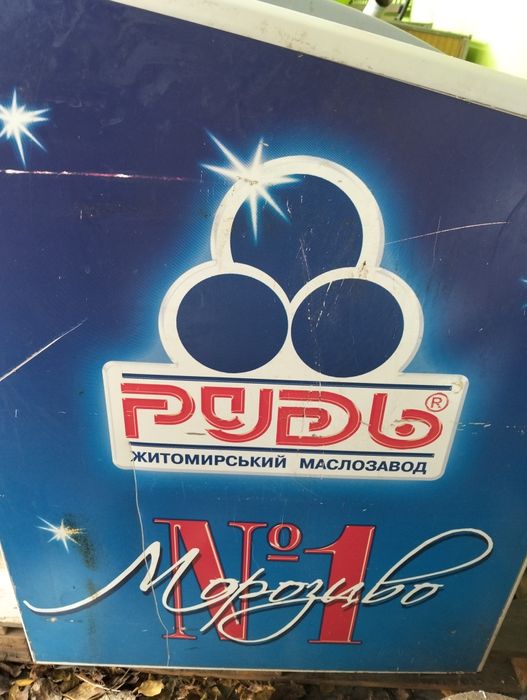 РУДЬ®
ЖИТОМИРСЬКИЙ МАСЛОЗАВОД
№1
Морозиво